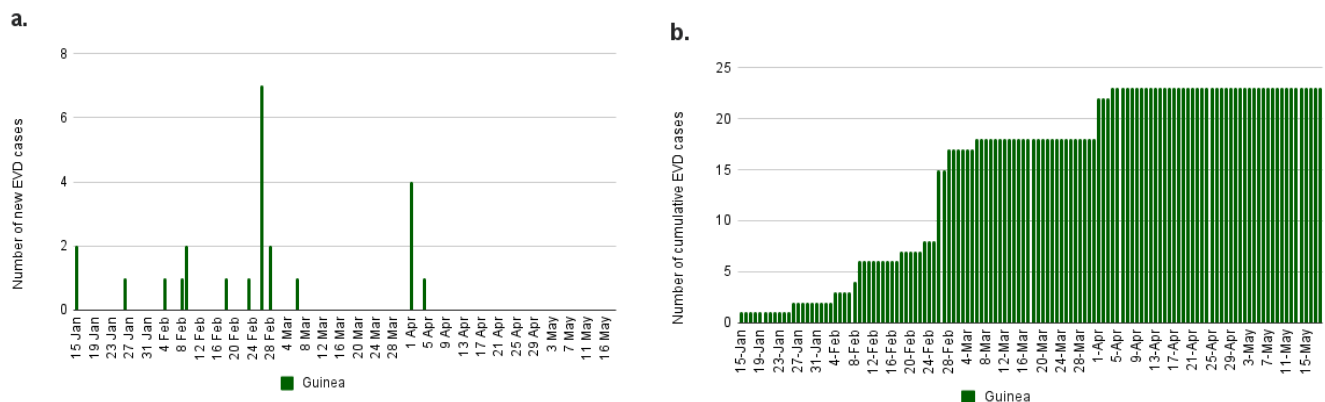 a.
Number of new EVD cases
8
6
4
2
0
15 Jan
19 Jan
23 Jan
27 Jan
31 Jan
4 Feb
8 Feb
12 Feb
16 Feb
20 Feb
24 Feb
28 Feb
4 Mar
8 Mar
12 Mar
16 Mar
20 Mar
24 Mar
28 Mar
1 Apr
5 Apr
9 Apr
13 Apr
17 Apr
21 Apr
25 Apr
29 Apr
3 May
7 May
11 May
16 May
Guinea
b.
Number of cumulative EVD cases
25
20
15
10
5
0
15-Jan
19-Jan
23-Jan
27-Jan
31-Jan
4-Feb
8-Feb
12-Feb
16-Feb
20-Feb
24-Feb
28-Feb
4-Mar
8-Mar
12-Mar
16-Mar
20-Mar
24-Mar
28-Mar
1-Apr
5-Apr
9-Apr
13-Apr
17-Apr
21-Apr
25-Apr
29-Apr
3-May
7-May
11-May
15-May
Guinea